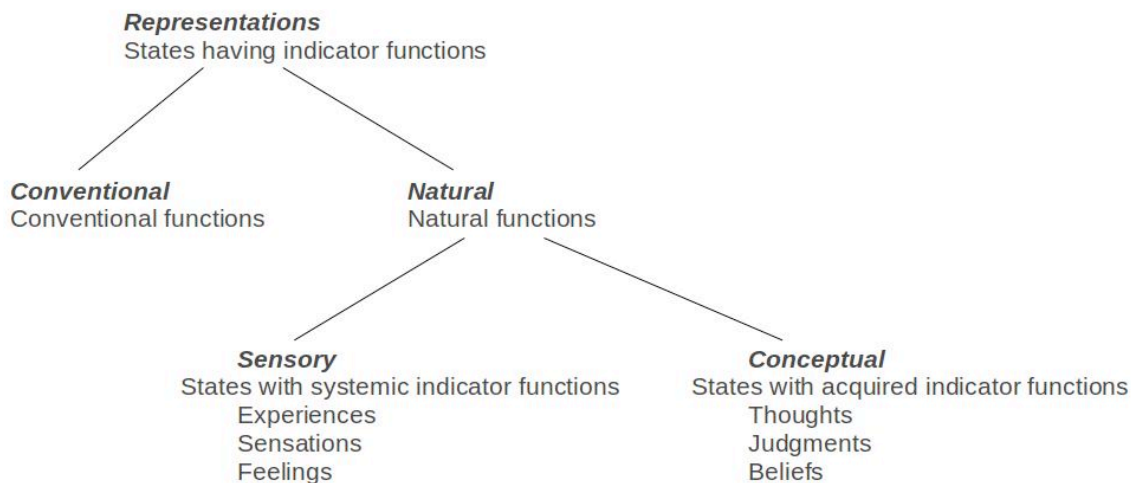 Representations
States having indicator functions
Conventional
Conventional functions
Natural
Natural functions
Sensory
States with systemic indicator functions
Experiences
Sensations
Feelings
Conceptual
States with acquired indicator functions
Thoughts
Judgments
Beliefs